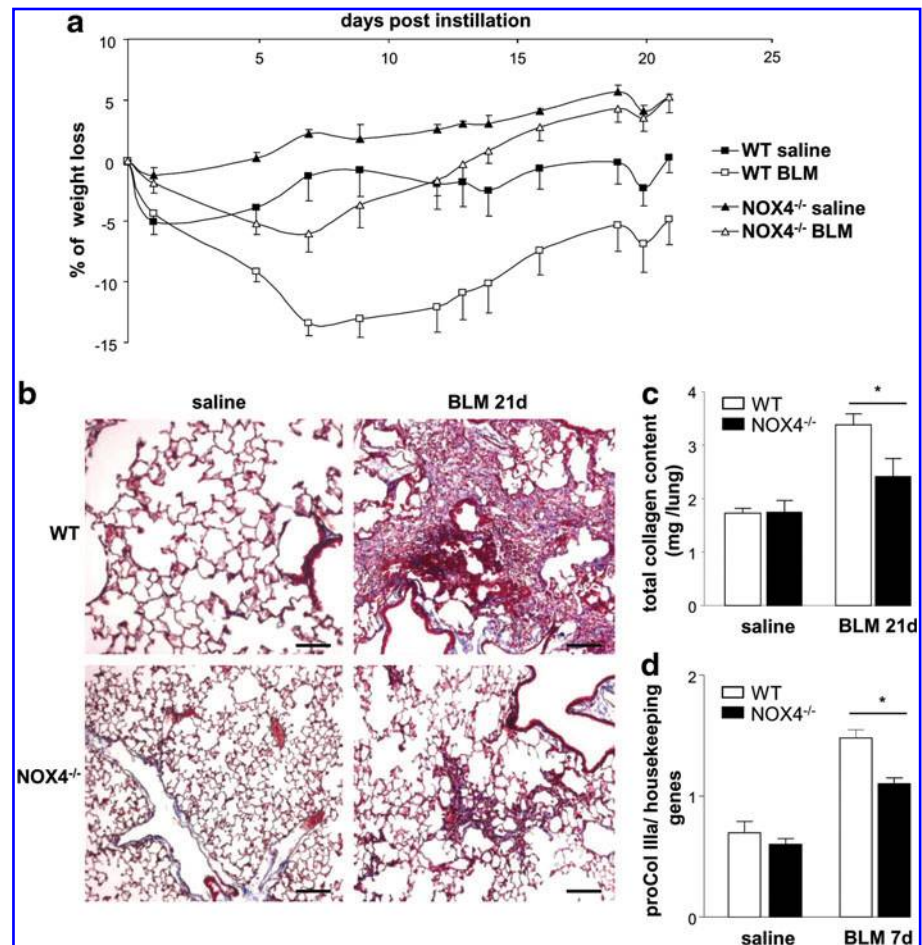 a
days post instillation
5 10 15 20 25
10
5
0
-5
-10
-15
% of weight loss
WT saline
WT BLM
NOX4-/- saline
NOX4-/- BLM
b
saline BLM 21d
WT
NOX4-/-
c
4
3
2
1
0
total collagen content
(mg /lung)
WT
NOX4-/-
*
saline BLM 21d
d
2
1
0
proCol IIIa/ housekeeping
genes
WT
NOX4-/-
*
saline BLM 7d